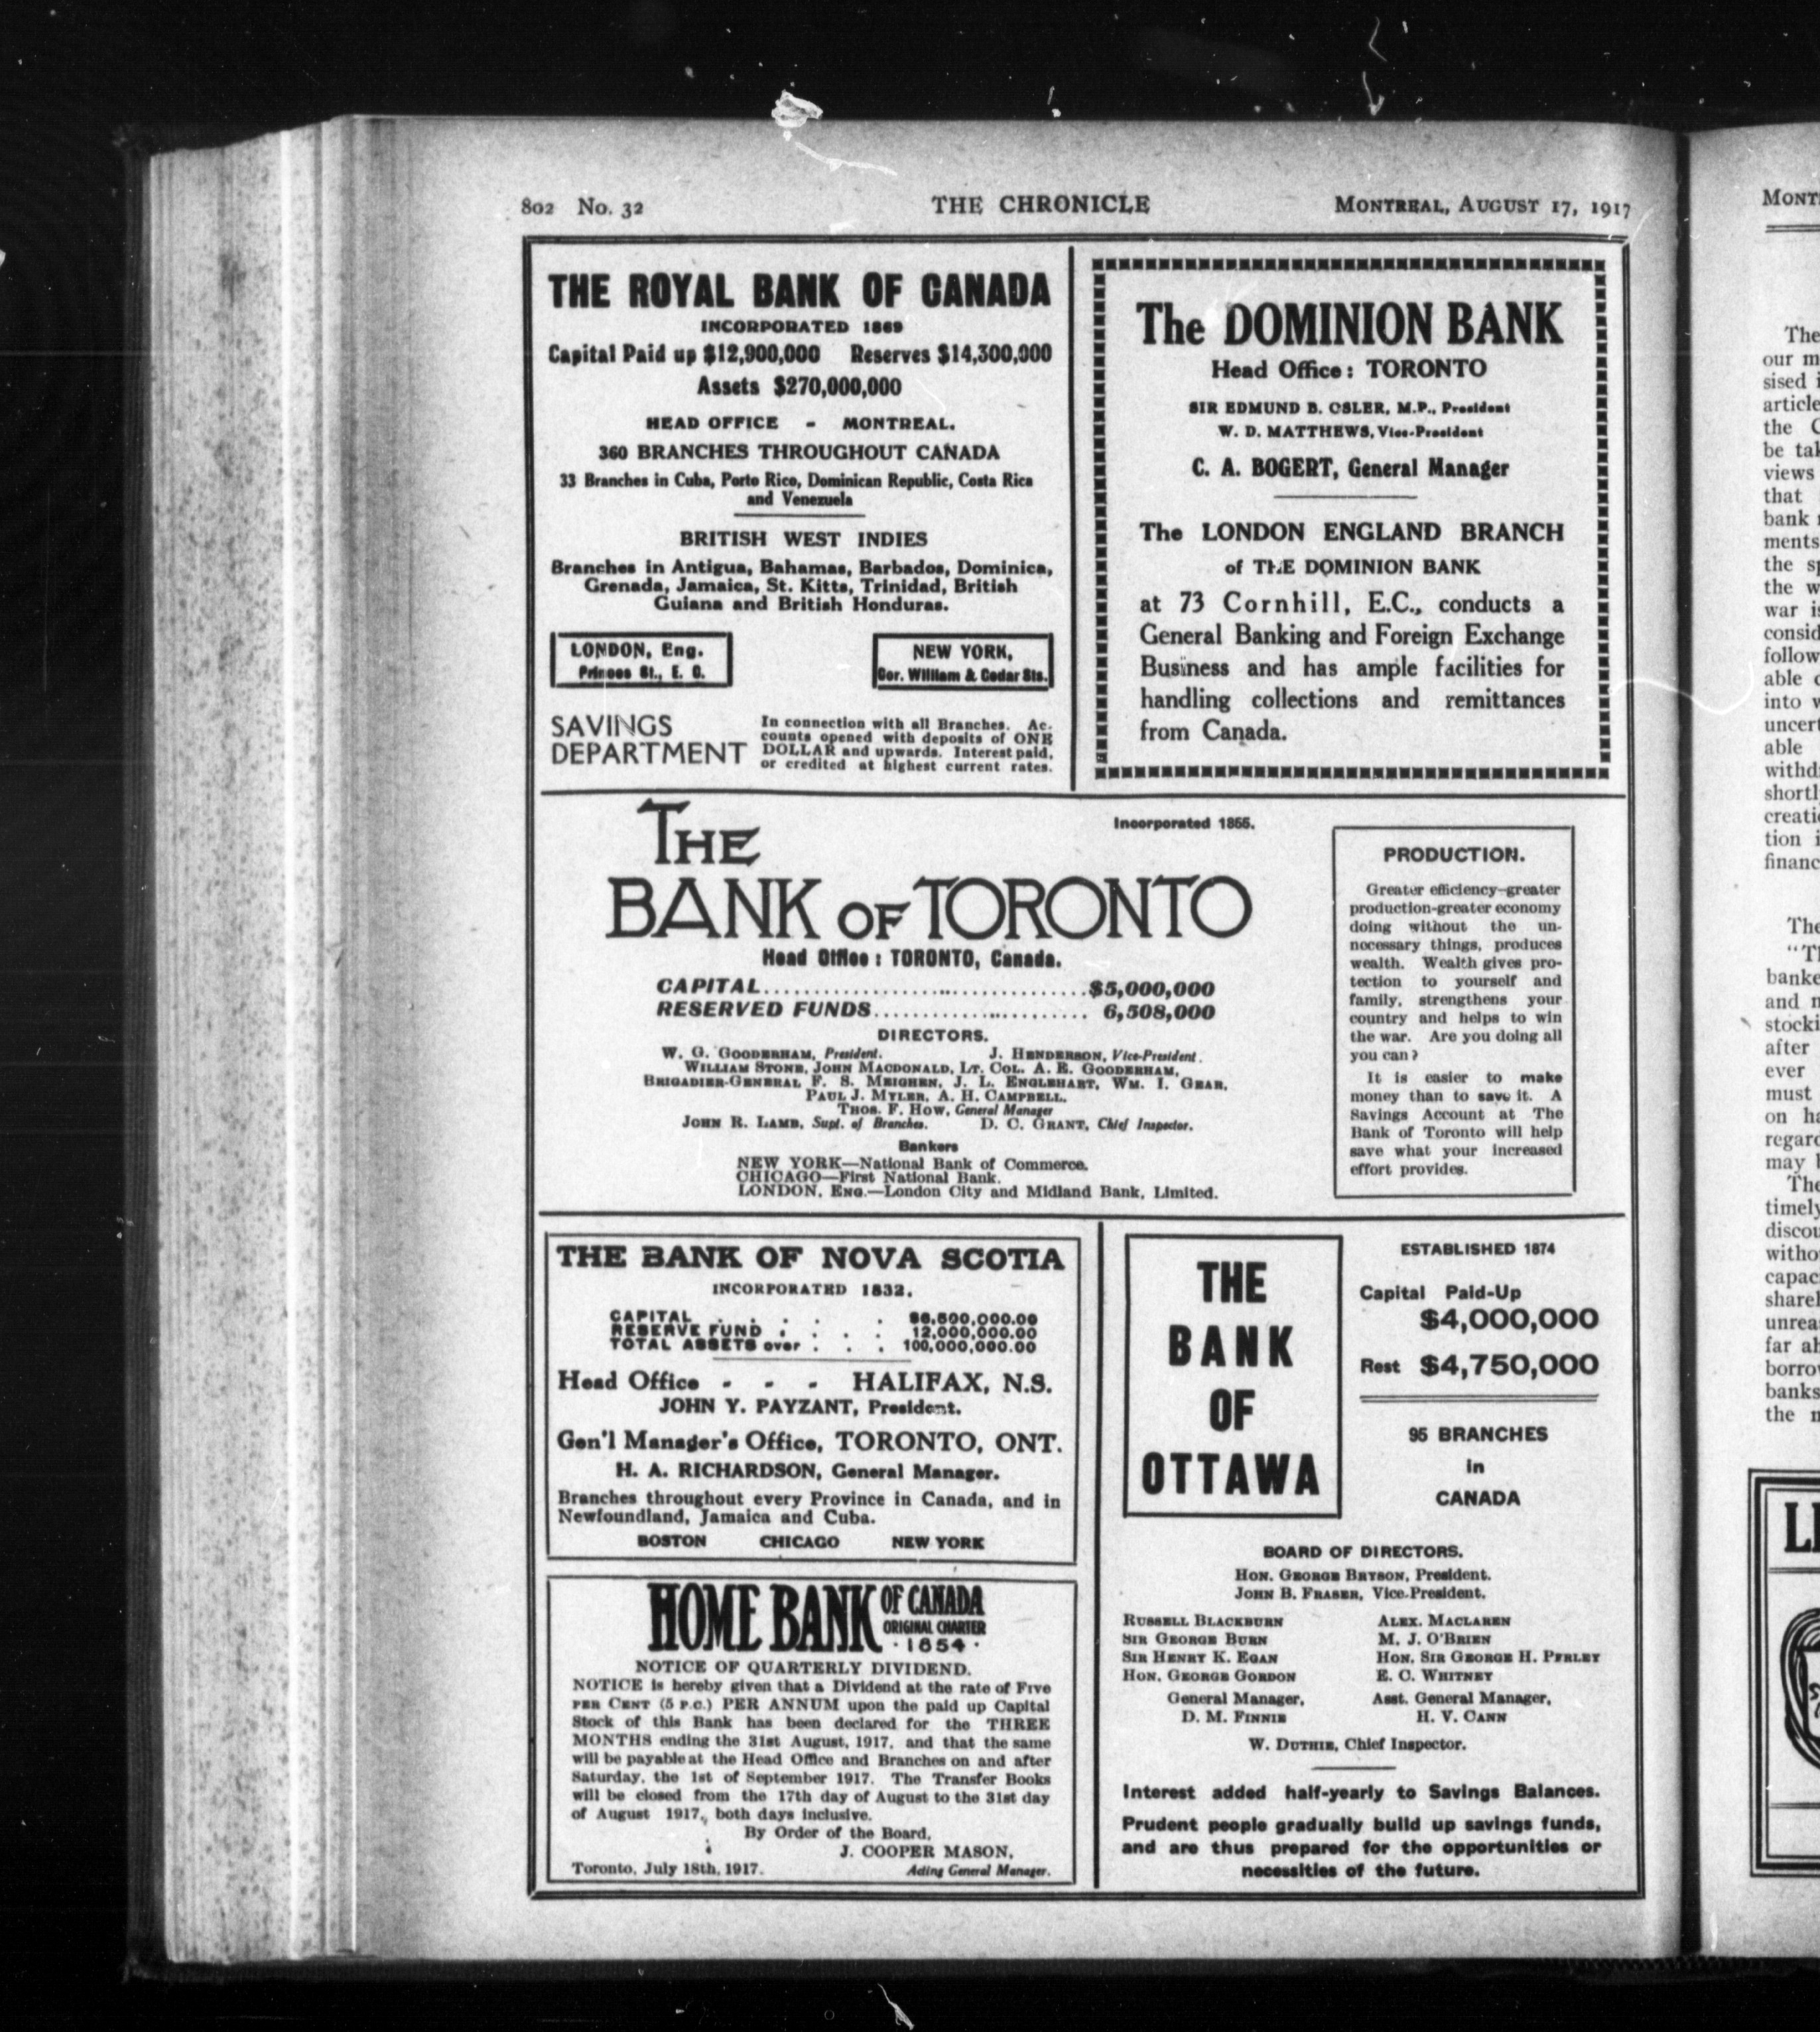 802 No. 32 THE CHRONICLE MONTREAL, AUGUST 17, 1917
THE ROYAL BANK OF CANADA
INCORPORATED 1869
Capital Paid up $12,900,000 Reserves $14,300,000
Assets $270,000,000
HEAD OFFICE - MONTREAL.
360 BRANCHES THROUGHOUT CANADA
33 Branches in Cuba, Porto Rico, Dominican Republic, Costa Rica
and Venezuela
BRITISH WEST INDIES
Branches in Antigua, Bahamas, Barbados, Dominica,
Grenada, Jamaica, St. Kitts, Trinidad, British
Guiana and British Honduras.
LONDON, Eng.
Princes St., E. C.
NEW YORK,
Cor. William & Cedar Sts.
SAVINGS
DEPARTMENT
In connection with all Branches. Ac-
counts opened with deposits of ONE
DOLLAR and upwards. Interest paid,
or credited at highest current rates.
The DOMINION BANK
Head Office: TORONTO
SIR EDMUND B. OSLER, M.P., President
W. D. MATTHEWS, Vice-President
C. A. BOGERT, General Manager
The LONDON ENGLAND BRANCH
of THE DOMINION BANK
at 73 Cornhill, E.C., conducts a
General Banking and Foreign Exchange
Business and has ample facilities for
handling collections and remittances
from Canada.
THE
BANK OF TORONTO
Incorporated 1855.
Head Office: TORONTO, Canada.
CAPITAL........................................$5,000,000
RESERVED FUNDS.......................... 6,508,000
DIRECTORS.
W. G. GOODERHAM, President. J. HENDERSON, Vice-President.
WILLIAM STONE, JOHN MACDONALD, LT. COL. A. E. GOODERHAM,
BRIGADIER-GENERAL F. S. MEIGHEN, J. L. ENGLEHART, WM. I. GEAR,
PAUL J. MYLER, A. H. CAMPBELL,
THOS. F. HOW, General Manager
JOHN R. LAMB, Supt. of Branches. D. C. GRANT, Chief Inspector.
Bankers
NEW YORK—National Bank of Commerce.
CHICAGO—First National Bank.
LONDON, ENG.—London City and Midland Bank, Limited.
PRODUCTION.
Greater efficiency-greater
production-greater economy
doing without the un-
necessary things, produces
wealth. Wealth gives pro-
tection to yourself and
family, strengthens your
country and helps to win
the war. Are you doing all
you can?
It is easier to make
money than to save it. A
Savings Account at The
Bank of Toronto will help
save what your increased
effort provides.
THE BANK OF NOVA SCOTIA
INCORPORATED 1832.
CAPITAL . . . . . $6,500,000.00
RESERVE FUND . . . . 12,000,000.00
TOTAL ASSETS over . . . 100,000,000.00
Head Office - - - HALIFAX, N.S.
JOHN Y. PAYZANT, President.
Gen'l Manager's Office, TORONTO, ONT.
H. A. RICHARDSON, General Manager.
Branches throughout every Province in Canada, and in
Newfoundland, Jamaica and Cuba.
BOSTON CHICAGO NEW YORK
HOME BANK OF CANADA
ORIGINAL CHARTER
· 1854 ·
NOTICE OF QUARTERLY DIVIDEND.
NOTICE is hereby given that a Dividend at the rate of FIVE
PER CENT (5 P.C.) PER ANNUM upon the paid up Capital
Stock of this Bank has been declared for the THREE
MONTHS ending the 31st August, 1917, and that the same
will be payable at the Head Office and Branches on and after
Saturday, the 1st of September 1917. The Transfer Books
will be closed from the 17th day of August to the 31st day
of August 1917, both days inclusive.
By Order of the Board,
J. COOPER MASON,
Toronto, July 18th, 1917. Acting General Manager.
THE
BANK
OF
OTTAWA
ESTABLISHED 1874
Capital Paid-Up
$4,000,000
Rest $4,750,000
95 BRANCHES
in
CANADA
BOARD OF DIRECTORS.
HON. GEORGE BRYSON, President.
JOHN B. FRASER, Vice-President.
RUSSELL BLACKBURN ALEX. MACLAREN
SIR GEORGE BURN M. J. O'BRIEN
SIR HENRY K. EGAN HON. SIR GEORGE H. PERLEY
HON. GEORGE GORDON E. C. WHITNEY
General Manager, Asst. General Manager,
D. M. FINNIE H. V. CANN
W. DUTHIE, Chief Inspector.
Interest added half-yearly to Savings Balances.
Prudent people gradually build up savings funds,
and are thus prepared for the opportunities or
necessities of the future.